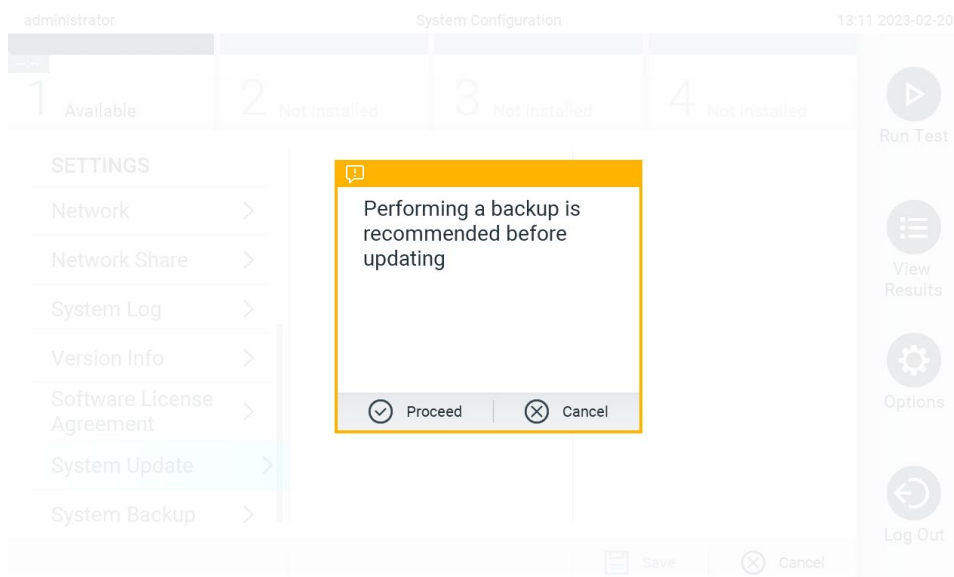 administrator System Configuration 13:11 2023-02-20
--:--
1 Available 2 Not Installed 3 Not Installed 4 Not Installed
Run Test
SETTINGS
Network
Network Share
System Log
Version Info
Software License
Agreement
System Update
System Backup
Performing a backup is
recommended before
updating
Proceed Cancel
View
Results
Options
Log Out
Save Cancel